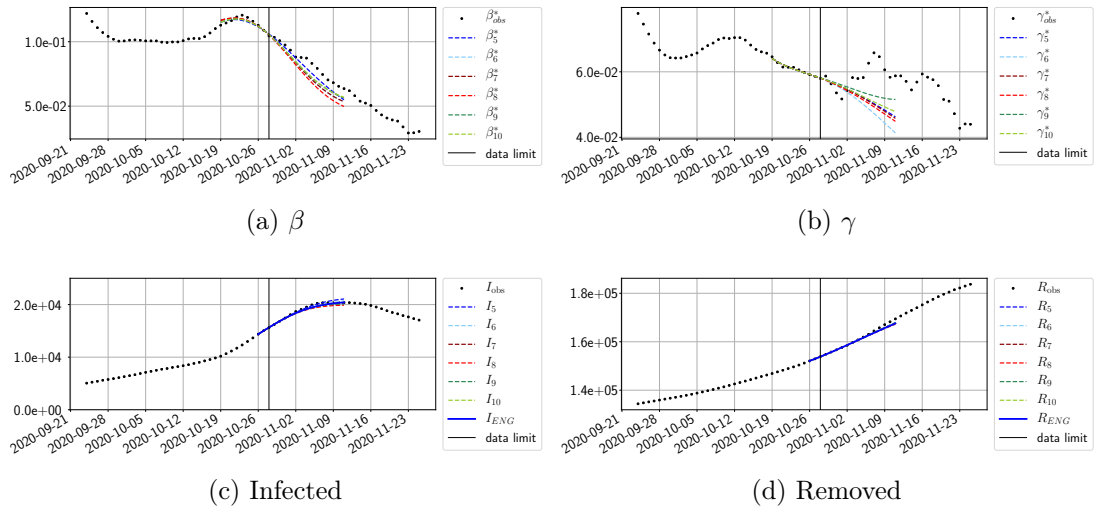 1.0e-01
5.0e-02
2020-09-21
2020-09-28
2020-10-05
2020-10-12
2020-10-19
2020-10-26
2020-11-02
2020-11-09
2020-11-16
2020-11-23
β*obs
β*5
β*6
β*7
β*8
β*9
β*10
data limit
(a) β
6.0e-02
4.0e-02
2020-09-21
2020-09-28
2020-10-05
2020-10-12
2020-10-19
2020-10-26
2020-11-02
2020-11-09
2020-11-16
2020-11-23
γ*obs
γ*5
γ*6
γ*7
γ*8
γ*9
γ*10
data limit
(b) γ
2.0e+04
1.0e+04
0.0e+00
2020-09-21
2020-09-28
2020-10-05
2020-10-12
2020-10-19
2020-10-26
2020-11-02
2020-11-09
2020-11-16
2020-11-23
Iobs
I5
I6
I7
I8
I9
I10
IENG
data limit
(c) Infected
1.8e+05
1.6e+05
1.4e+05
2020-09-21
2020-09-28
2020-10-05
2020-10-12
2020-10-19
2020-10-26
2020-11-02
2020-11-09
2020-11-16
2020-11-23
Robs
R5
R6
R7
R8
R9
R10
RENG
data limit
(d) Removed